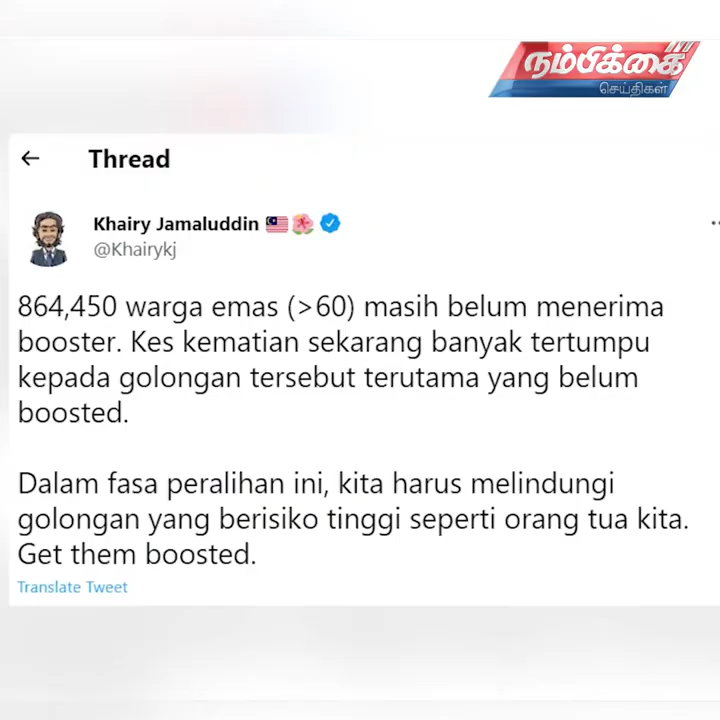 நம்பிக்கை
செய்திகள்
Thread
Khairy Jamaluddin
@Khairykj
864,450 warga emas (>60) masih belum menerima
booster. Kes kematian sekarang banyak tertumpu
kepada golongan tersebut terutama yang belum
boosted.
Dalam fasa peralihan ini, kita harus melindungi
golongan yang berisiko tinggi seperti orang tua kita.
Get them boosted.
Translate Tweet